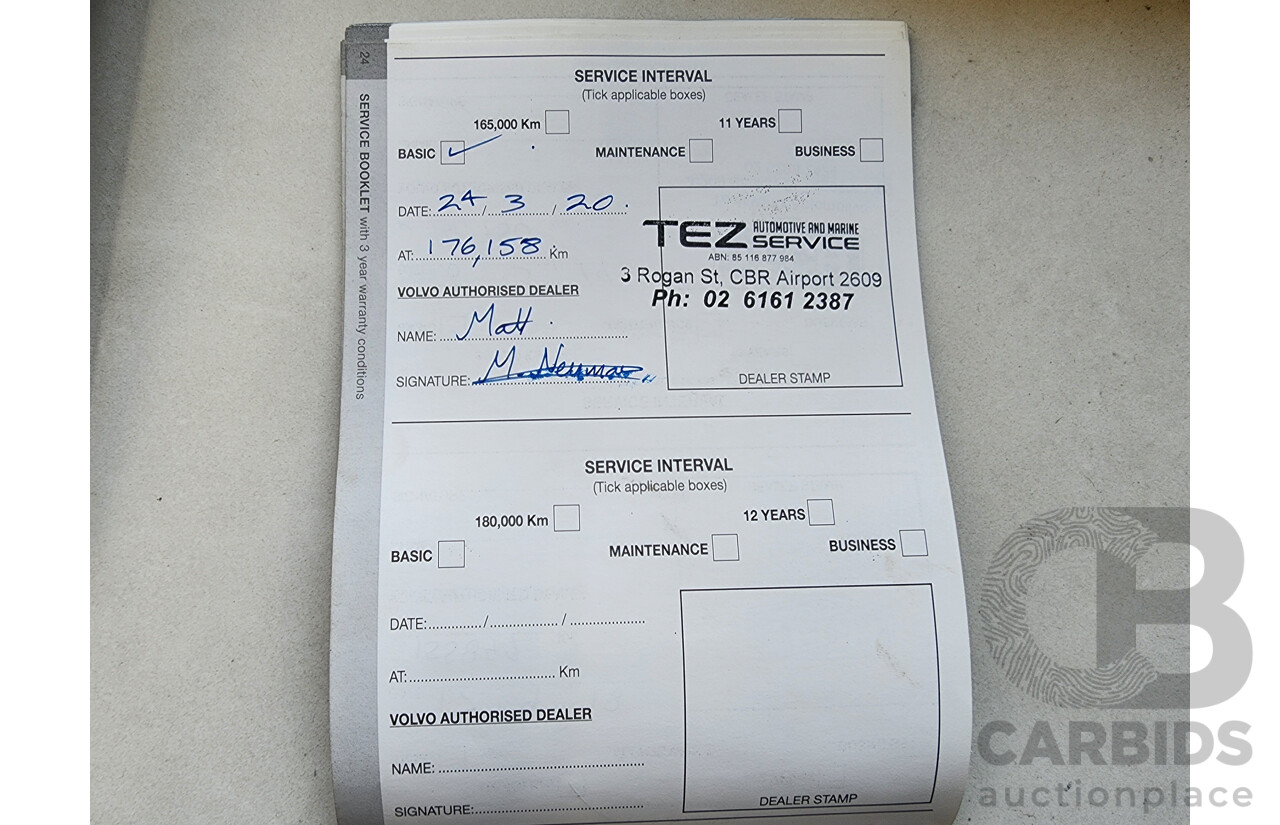 24
SERVICE BOOKLET with 3 year warranty conditions
SERVICE INTERVAL
(Tick applicable boxes)
165,000 Km 11 YEARS
BASIC MAINTENANCE BUSINESS
DATE: 24 / 3 / 20.
AT: 176,158 Km
VOLVO AUTHORISED DEALER
NAME: Matt
SIGNATURE: M.
TEZ AUTOMOTIVE AND MARINE
SERVICE
ABN: 85 116 877 984
3 Rogan St, CBR Airport 2609
Ph: 02 6161 2387
DEALER STAMP
SERVICE INTERVAL
(Tick applicable boxes)
180,000 Km 12 YEARS
BASIC MAINTENANCE BUSINESS
DATE:............../................../....................
AT:....................................... Km
VOLVO AUTHORISED DEALER
NAME: ........................................................
SIGNATURE:..............................................
DEALER STAMP
CARBIDS
auctionplace